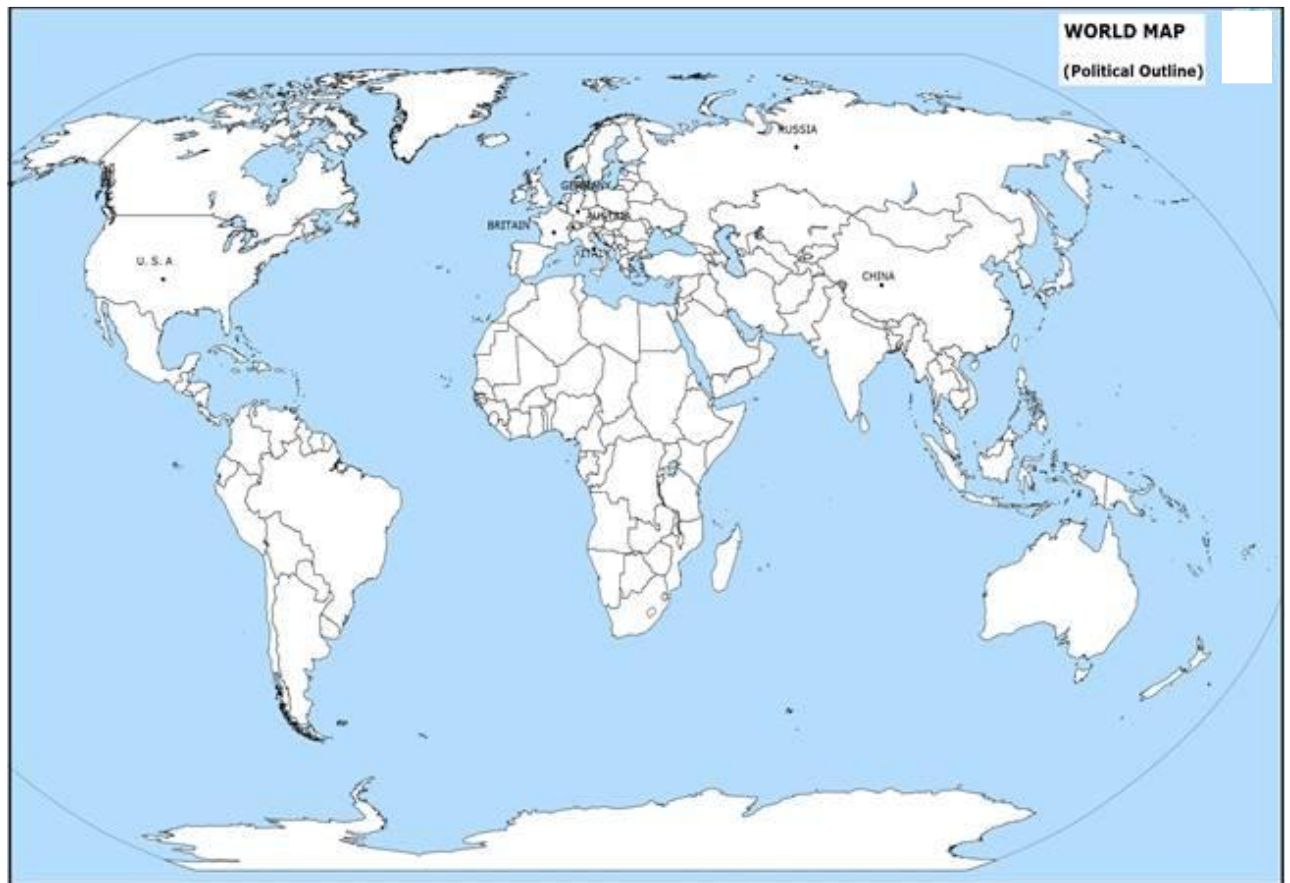 WORLD MAP
(Political Outline)
RUSSIA
GERMANY
AUSTRIA
BRITAIN
ITALY
U. S. A
CHINA